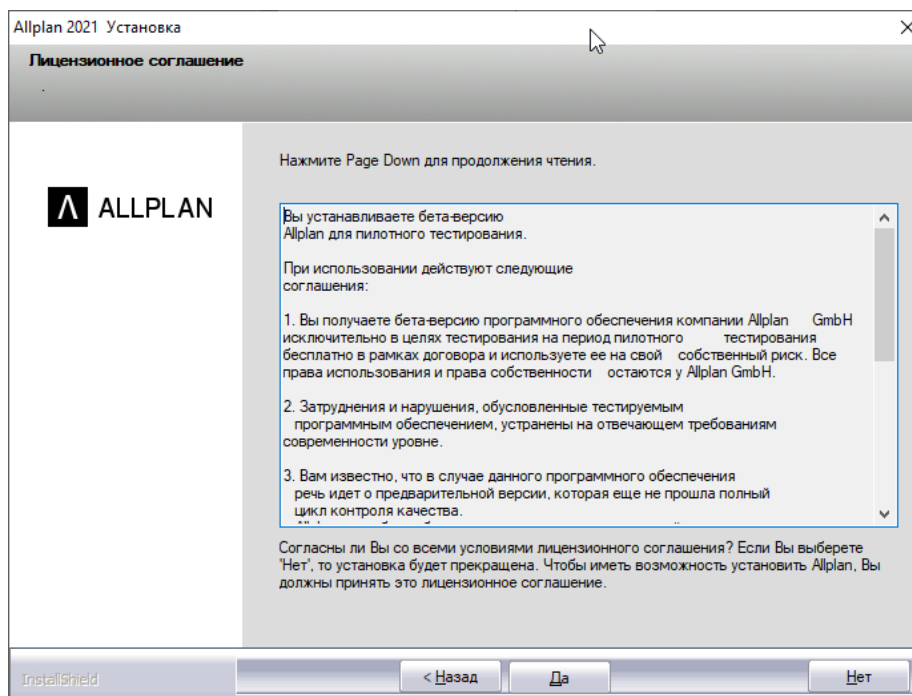 Allplan 2021 Установка
Лицензионное соглашение
.
Нажмите Page Down для продолжения чтения.
ALLPLAN
Вы устанавливаете бета-версию
Allplan для пилотного тестирования.
При использовании действуют следующие
соглашения:
1. Вы получаете бета-версию программного обеспечения компании Allplan GmbH
исключительно в целях тестирования на период пилотного тестирования
бесплатно в рамках договора и используете ее на свой собственный риск. Все
права использования и права собственности остаются у Allplan GmbH.
2. Затруднения и нарушения, обусловленные тестируемым
программным обеспечением, устранены на отвечающем требованиям
современности уровне.
3. Вам известно, что в случае данного программного обеспечения
речь идет о предварительной версии, которая еще не прошла полный
цикл контроля качества.
Согласны ли Вы со всеми условиями лицензионного соглашения? Если Вы выберете
'Нет', то установка будет прекращена. Чтобы иметь возможность установить Allplan, Вы
должны принять это лицензионное соглашение.
InstallShield
< Назад
Да
Нет